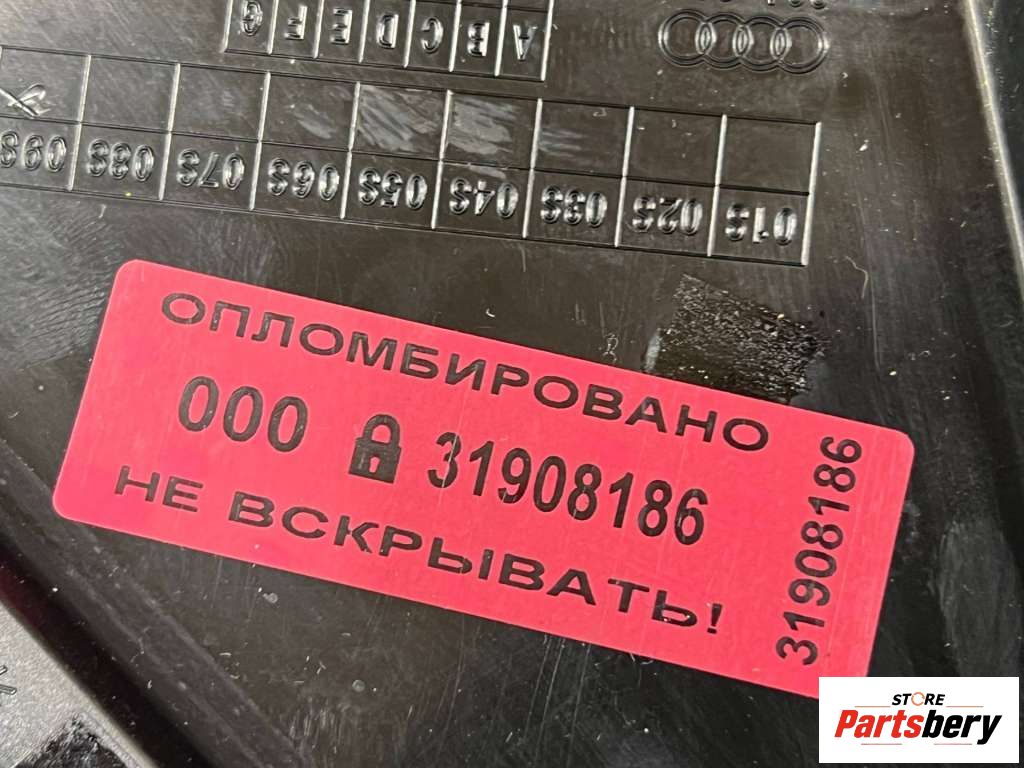 A B C D E F G
01S 02S 03S 04S 05S 06S 07S 08S 09S
ОПЛОМБИРОВАНО
000 31908186
НЕ ВСКРЫВАТЬ!
31908186
STORE
Partsbery